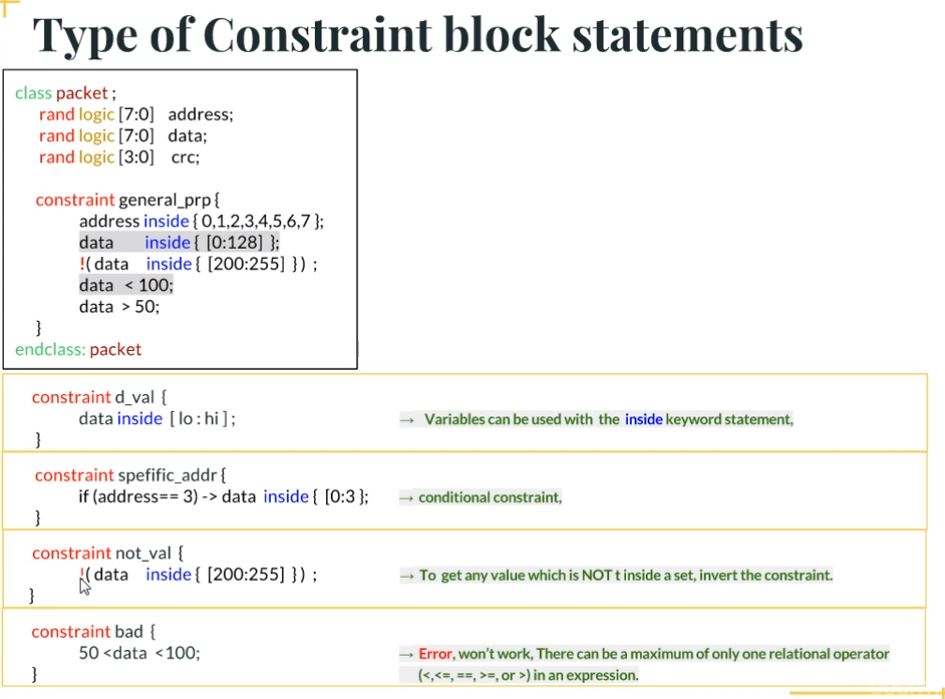 Type of Constraint block statements
class packet ;
rand logic [7:0] address;
rand logic [7:0] data;
rand logic [3:0] crc;
constraint general_prp {
address inside { 0,1,2,3,4,5,6,7 };
data inside { [0:128] };
!( data inside { [200:255] }) ;
data < 100;
data > 50;
}
endclass: packet
constraint d_val {
data inside [ lo : hi ] ; → Variables can be used with the inside keyword statement,
}
constraint spefific_addr {
if (address== 3) -> data inside { [0:3 }; → conditional constraint,
}
constraint not_val {
!( data inside { [200:255] }) ; → To get any value which is NOT t inside a set, invert the constraint.
}
constraint bad {
50 <data <100; → Error, won't work, There can be a maximum of only one relational operator
(<,<=, ==, >=, or >) in an expression.
}